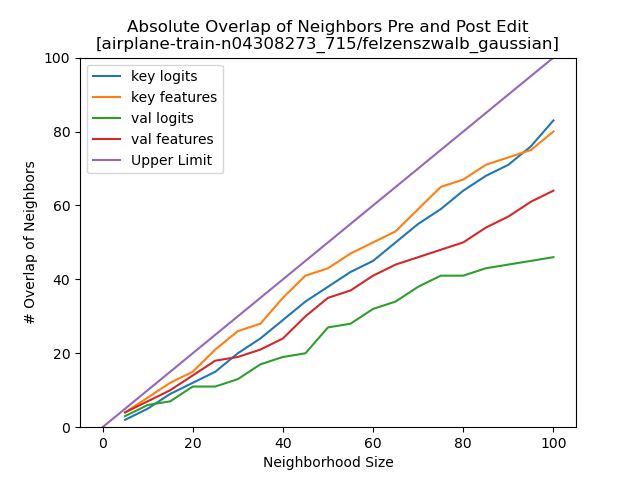 Absolute Overlap of Neighbors Pre and Post Edit
[airplane-train-n04308273_715/felzenszwalb_gaussian]
key logits
key features
val logits
val features
Upper Limit
100
80
60
40
20
0
# Overlap of Neighbors
0 20 40 60 80 100
Neighborhood Size